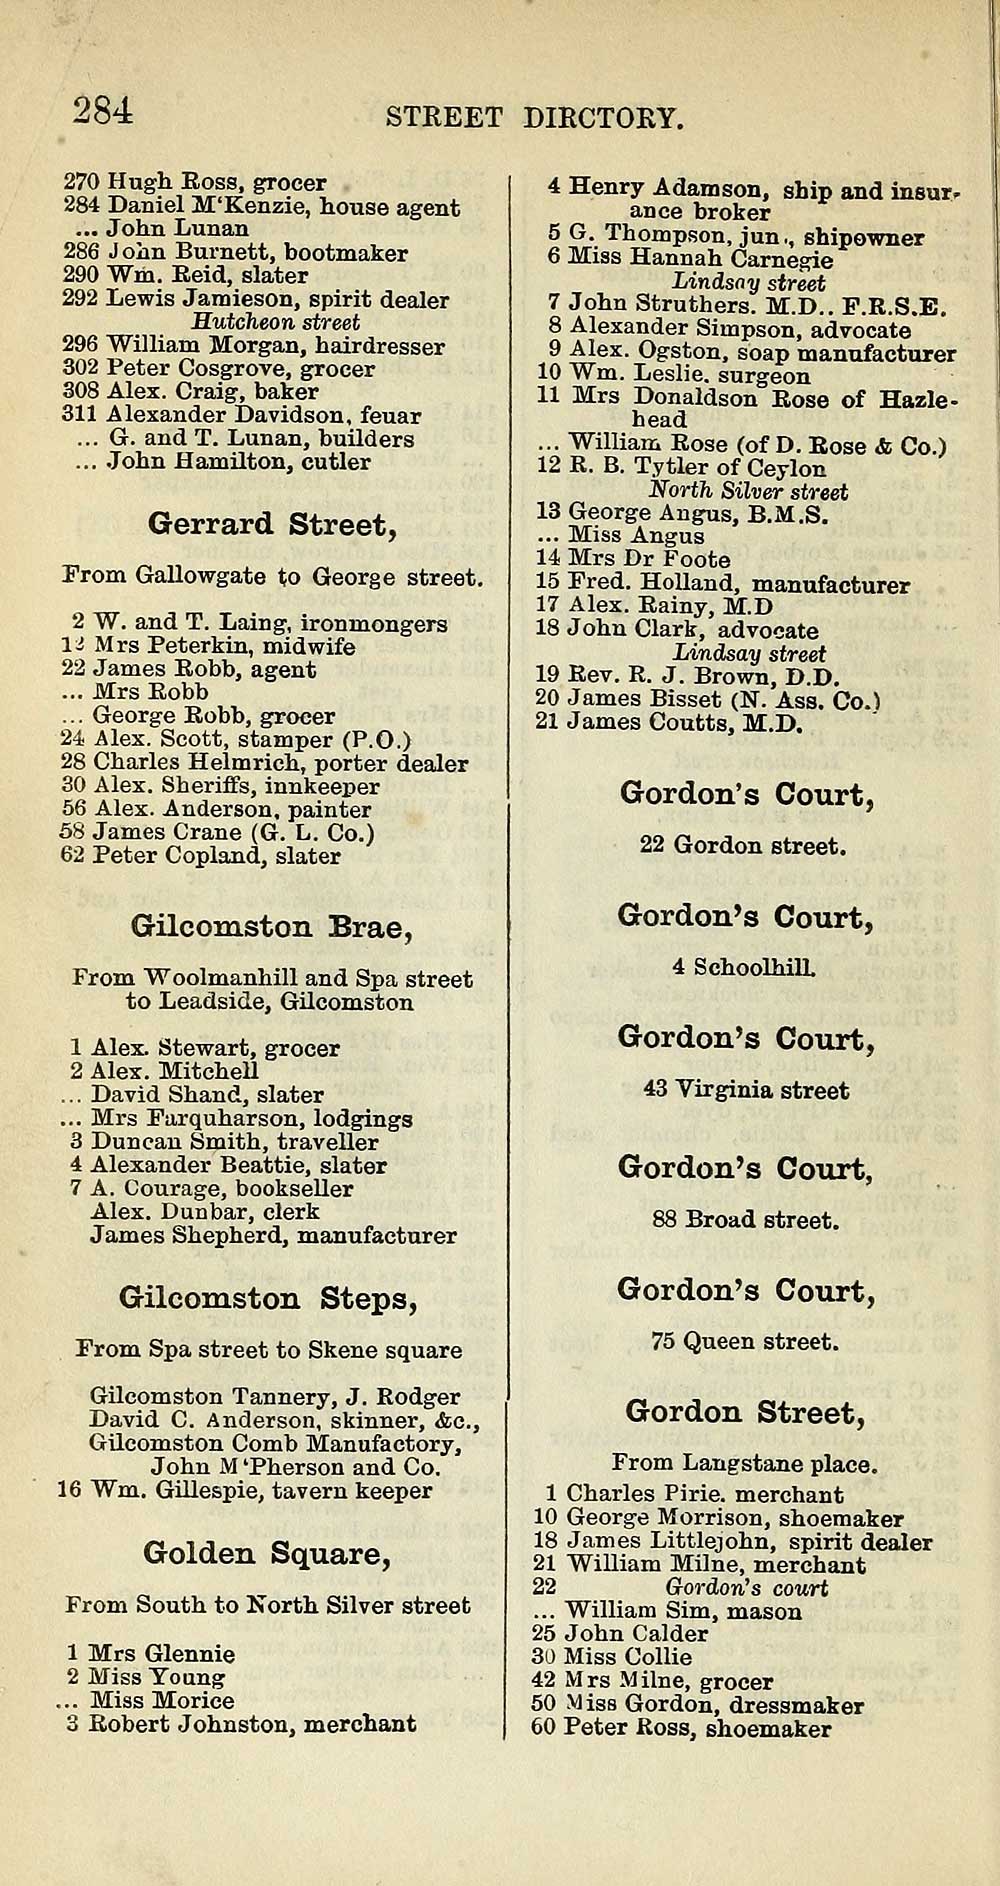 284
STREET DIRCTORY.
270 Hugh Ross, grocer
284 Daniel M'Kenzie, house agent
... John Lunan
286 John Burnett, bootmaker
290 Wm. Reid, slater
292 Lewis Jamieson, spirit dealer
Hutcheon street
296 William Morgan, hairdresser
302 Peter Cosgrove, grocer
308 Alex. Craig, baker
311 Alexander Davidson, feuar
... G. and T. Lunan, builders
... John Hamilton, cutler
Gerrard Street,
From Gallowgate to George street.
2 W. and T. Laing, ironmongers
12 Mrs Peterkin, midwife
22 James Robb, agent
... Mrs Robb
... George Robb, grocer
24 Alex. Scott, stamper (P.O.)
28 Charles Helmrich, porter dealer
30 Alex. Sheriffs, innkeeper
56 Alex. Anderson, painter
58 James Crane (G. L. Co.)
62 Peter Copland, slater
Gilcomston Brae,
From Woolmanhill and Spa street
to Leadside, Gilcomston
1 Alex. Stewart, grocer
2 Alex. Mitchell
... David Shand, slater
... Mrs Farquharson, lodgings
3 Duncan Smith, traveller
4 Alexander Beattie, slater
7 A. Courage, bookseller
Alex. Dunbar, clerk
James Shepherd, manufacturer
Gilcomston Steps,
From Spa street to Skene square
Gilcomston Tannery, J. Rodger
David C. Anderson, skinner, &c.,
Gilcomston Comb Manufactory,
John M'Pherson and Co.
16 Wm. Gillespie, tavern keeper
Golden Square,
From South to North Silver street
1 Mrs Glennie
2 Miss Young
... Miss Morice
3 Robert Johnston, merchant
4 Henry Adamson, ship and insur-
ance broker
5 G. Thompson, jun., shipowner
6 Miss Hannah Carnegie
Lindsay street
7 John Struthers. M.D.. F.R.S.E.
8 Alexander Simpson, advocate
9 Alex. Ogston, soap manufacturer
10 Wm. Leslie. surgeon
11 Mrs Donaldson Rose of Hazle-
head
... William Rose (of D. Rose & Co.)
12 R. B. Tytler of Ceylon
North Silver street
13 George Angus, B.M.S.
... Miss Angus
14 Mrs Dr Foote
15 Fred. Holland, manufacturer
17 Alex. Rainy, M.D
18 John Clark, advocate
Lindsay street
19 Rev. R. J. Brown, D.D.
20 James Bisset (N. Ass. Co.)
21 James Coutts, M.D.
Gordon's Court,
22 Gordon street.
Gordon's Court,
4 Schoolhill.
Gordon's Court,
43 Virginia street
Gordon's Court,
88 Broad street.
Gordon's Court,
75 Queen street.
Gordon Street,
From Langstane place.
1 Charles Pirie. merchant
10 George Morrison, shoemaker
18 James Littlejohn, spirit dealer
21 William Milne, merchant
22 Gordon's court
... William Sim, mason
25 John Calder
30 Miss Collie
42 Mrs Milne, grocer
50 Miss Gordon, dressmaker
60 Peter Ross, shoemaker